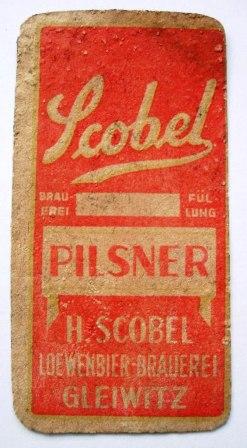 Scobel
BRAU
EREI
FÜL
LUNG
PILSNER
H. SCOBEL
LOEWENBIER-BRAUEREI
GLEIWITZ